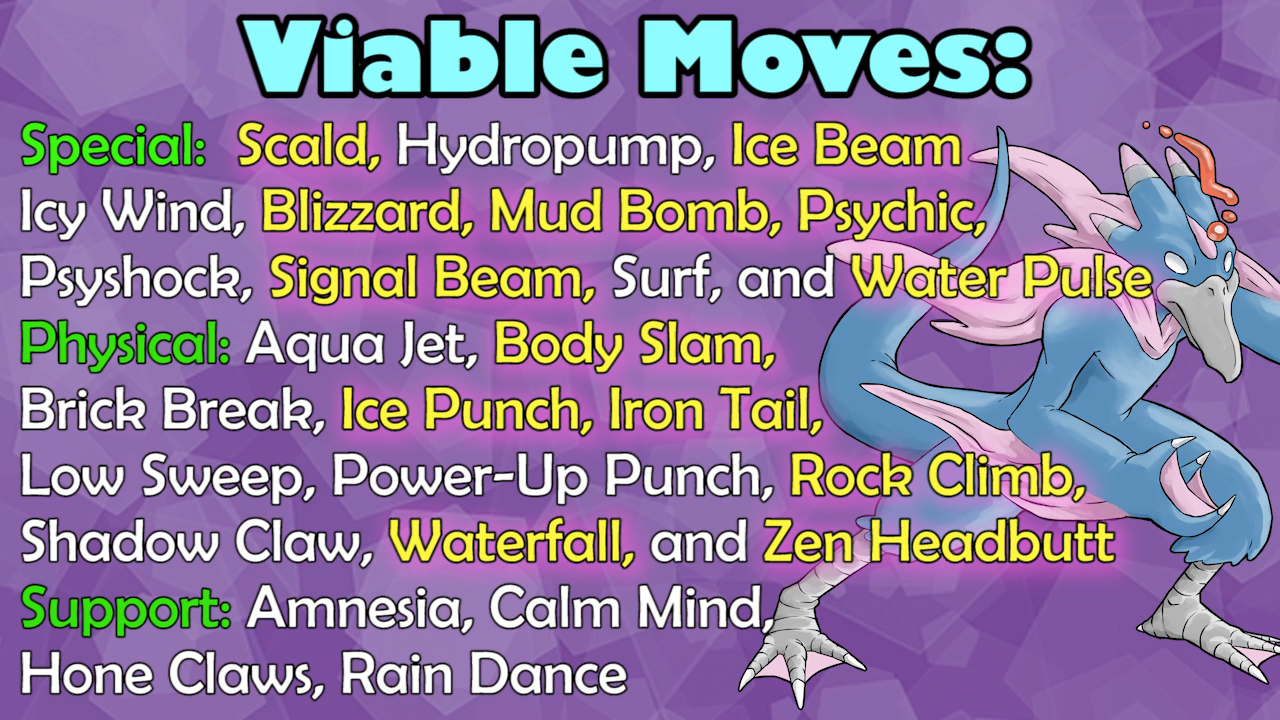 Viable Moves:
Special: Scald, Hydropump, Ice Beam
Icy Wind, Blizzard, Mud Bomb, Psychic,
Psyshock, Signal Beam, Surf, and Water Pulse
Physical: Aqua Jet, Body Slam,
Brick Break, Ice Punch, Iron Tail,
Low Sweep, Power-Up Punch, Rock Climb,
Shadow Claw, Waterfall, and Zen Headbutt
Support: Amnesia, Calm Mind,
Hone Claws, Rain Dance